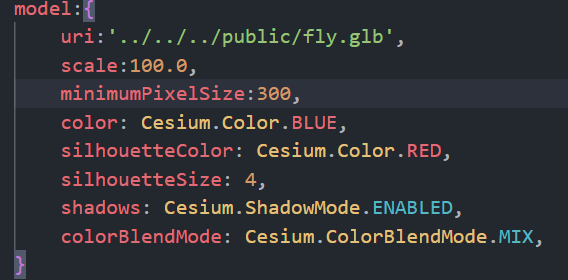 model:{
uri:'../../../public/fly.glb',
scale:100.0,
minimumPixelSize:300,
color: Cesium.Color.BLUE,
silhouetteColor: Cesium.Color.RED,
silhouetteSize: 4,
shadows: Cesium.ShadowMode.ENABLED,
colorBlendMode: Cesium.ColorBlendMode.MIX,
}